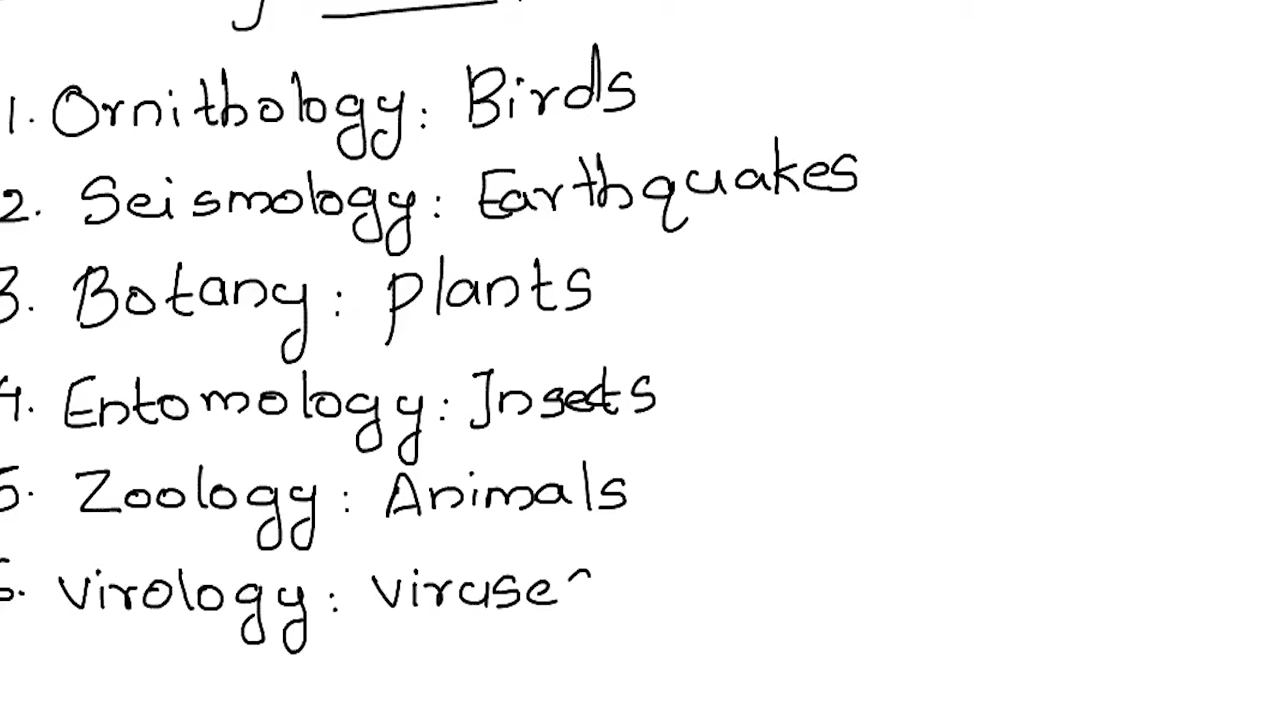 1. Ornithology: Birds
2. Seismology: Earthquakes
3. Botany: plants
4. Entomology: Insects
5. Zoology: Animals
6. Virology: viruse